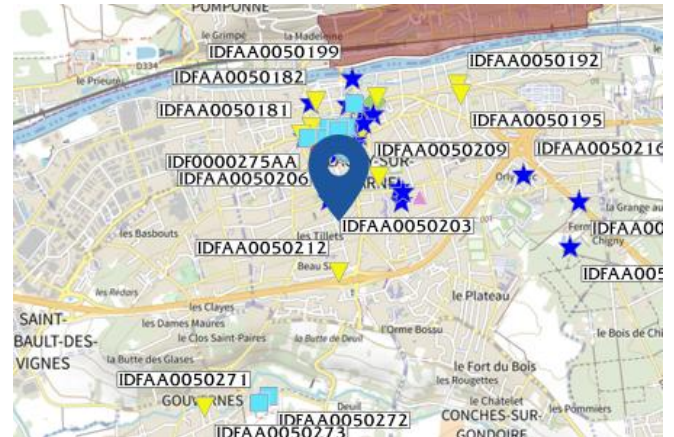 POMPONNE
le Grimpé
la Madeleine
IDFAA0050199
D334
le Prieuré
IDFAA0050192
IDFAA0050182
IDFAA0050181
IDFAA0050195
IDFAA0050209
IDFAA0050216
IDF0000275AA
SUR-
IDFAA0050206
la Grange au
les Basbouts
IDFAA0050203
IDFAA00
les Tillets
Chigny
IDFAA0050212
Beau S
IDFAA005
les Redars
le Plateau
les Clayes
SAINT-
les Dames Maures
BAULT-DES-
le Clos Saint-Paires
la Butte de Deuil
l'Orme Bossu
le Bois de Chi
VIGNES
la Butte des Glases
le Fort du Bois
IDFAA0050271
les Rougettes
le Châtelet
GOUVERNES
Deuil
les Pommiers
IDFAA0050272
CONCHES-SUR-
IDFAA0050273
GONDOIRE